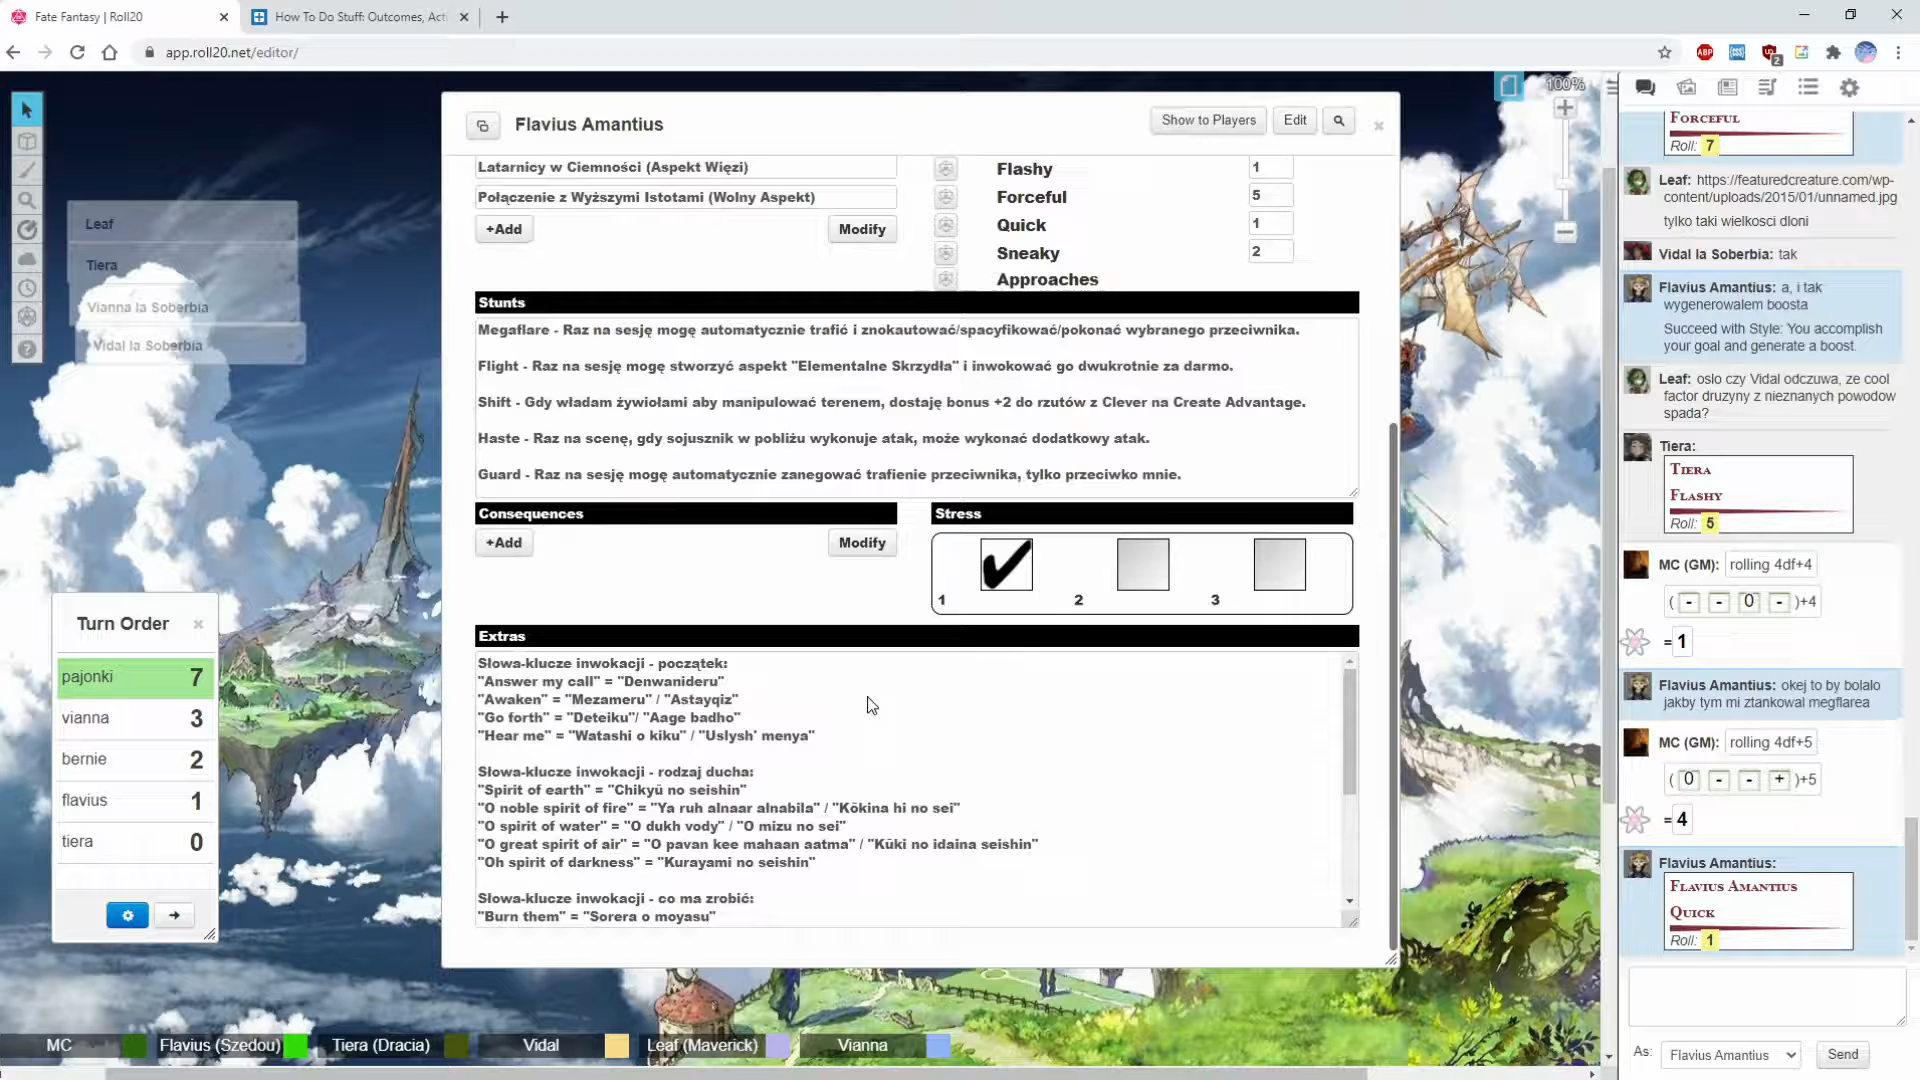 Fate Fantasy | Roll20
How To Do Stuff: Outcomes, Acti
app.roll20.net/editor/
ABP
2
100%
Leaf
Tiera
Vianna la Soberbia
Vidal la Soberbia
Flavius Amantius
Show to Players
Edit
Latarnicy w Ciemności (Aspekt Więzi)
Połączenie z Wyższymi Istotami (Wolny Aspekt)
+Add
Modify
Flashy
1
Forceful
5
Quick
1
Sneaky
2
Approaches
Stunts
Megaflare - Raz na sesję mogę automatycznie trafić i znokautować/spacyfikować/pokonać wybranego przeciwnika.
Flight - Raz na sesję mogę stworzyć aspekt "Elementalne Skrzydła" i inwokować go dwukrotnie za darmo.
Shift - Gdy władam żywiołami aby manipulować terenem, dostaję bonus +2 do rzutów z Clever na Create Advantage.
Haste - Raz na scenę, gdy sojusznik w pobliżu wykonuje atak, może wykonać dodatkowy atak.
Guard - Raz na sesję mogę automatycznie zanegować trafienie przeciwnika, tylko przeciwko mnie.
Consequences
+Add
Modify
Stress
1
2
3
Extras
Słowa-klucze inwokacji - początek:
"Answer my call" = "Denwanideru"
"Awaken" = "Mezameru" / "Astayqiz"
"Go forth" = "Deteiku"/ "Aage badho"
"Hear me" = "Watashi o kiku" / "Uslysh' menya"
Słowa-klucze inwokacji - rodzaj ducha:
"Spirit of earth" = "Chikyū no seishin"
"O noble spirit of fire" = "Ya ruh alnaar alnabila" / "Kōkina hi no sei"
"O spirit of water" = "O dukh vody" / "O mizu no sei"
"O great spirit of air" = "O pavan kee mahaan aatma" / "Kūki no idaina seishin"
"Oh spirit of darkness" = "Kurayami no seishin"
Słowa-klucze inwokacji - co ma zrobić:
"Burn them" = "Sorera o moyasu"
Turn Order
pajonki 7
vianna 3
bernie 2
flavius 1
tiera 0
MC
Flavius (Szedou)
Tiera (Dracia)
Vidal
Leaf (Maverick)
Vianna
Forceful
Roll: 7
Leaf: https://featuredcreature.com/wp-
content/uploads/2015/01/unnamed.jpg
tylko taki wielkosci dloni
Vidal la Soberbia: tak
Flavius Amantius: a, i tak
wygenerowalem boosta
Succeed with Style: You accomplish
your goal and generate a boost.
Leaf: oslo czy Vidal odczuwa, ze cool
factor druzyny z nieznanych powodow
spada?
Tiera:
Tiera
Flashy
Roll: 5
MC (GM): rolling 4df+4
( - - 0 - )+4
=1
Flavius Amantius: okej to by bolalo
jakby tym mi ztankowal megflarea
MC (GM): rolling 4df+5
( 0 - - + )+5
=4
Flavius Amantius:
Flavius Amantius
Quick
Roll: 1
As: Flavius Amantius
Send